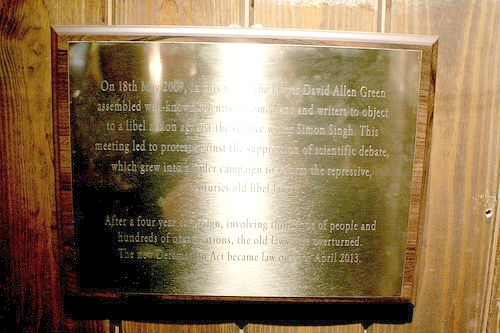 On 18th May 2009, in this the lawyer David Allen Green
assembled well-known scientists, comedians and writers to object
to a libel action against the science writer Simon Singh. This
meeting led to protest against the suppression of scientific debate,
which grew into a wider campaign to reform the repressive,
centuries old libel laws.
After a four year campaign, involving thousands of people and
hundreds of organisations, the old laws were overturned.
The new Defamation Act became law on April 2013.